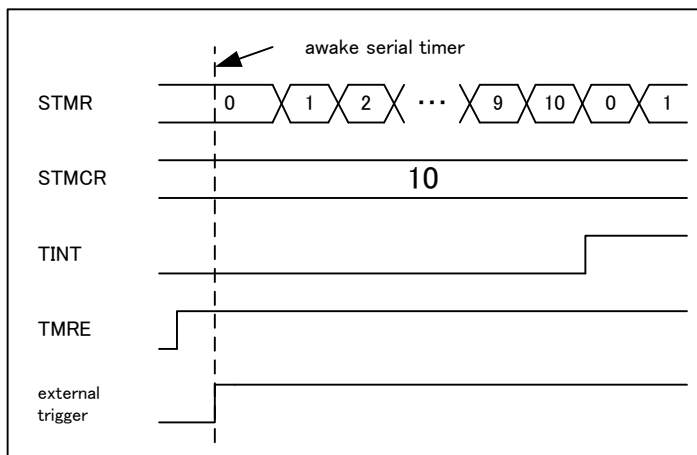 awake serial timer
STMR 0 1 2 ··· 9 10 0 1
STMCR 10
TINT
TMRE
external
trigger